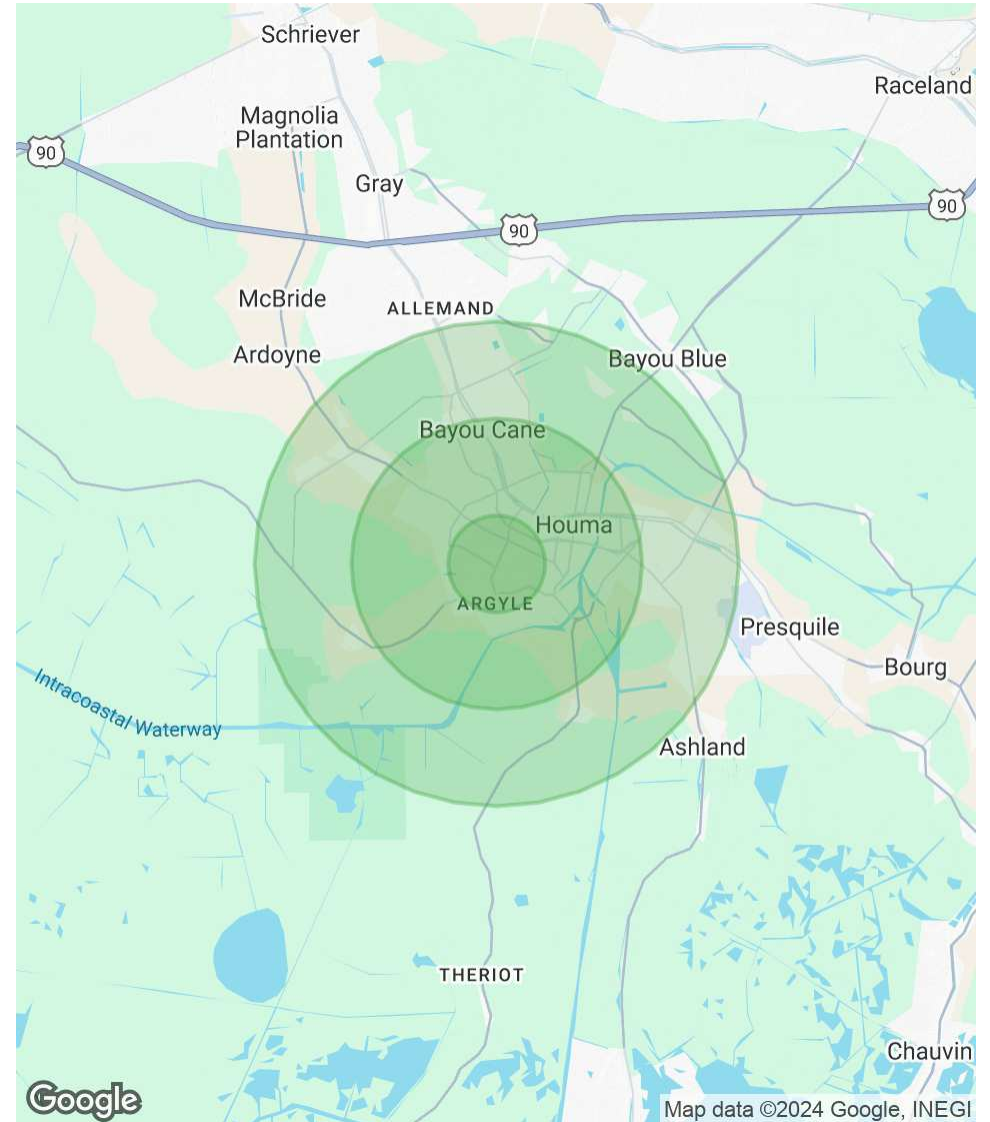 Schriever
Raceland
Magnolia
Plantation
90
Gray
90
90
McBride
ALLEMAND
Ardoyne
Bayou Blue
Bayou Cane
Houma
ARGYLE
Presquile
Bourg
Intracoastal Waterway
Ashland
THERIOT
Chauvin
Google
Map data ©2024 Google, INEGI